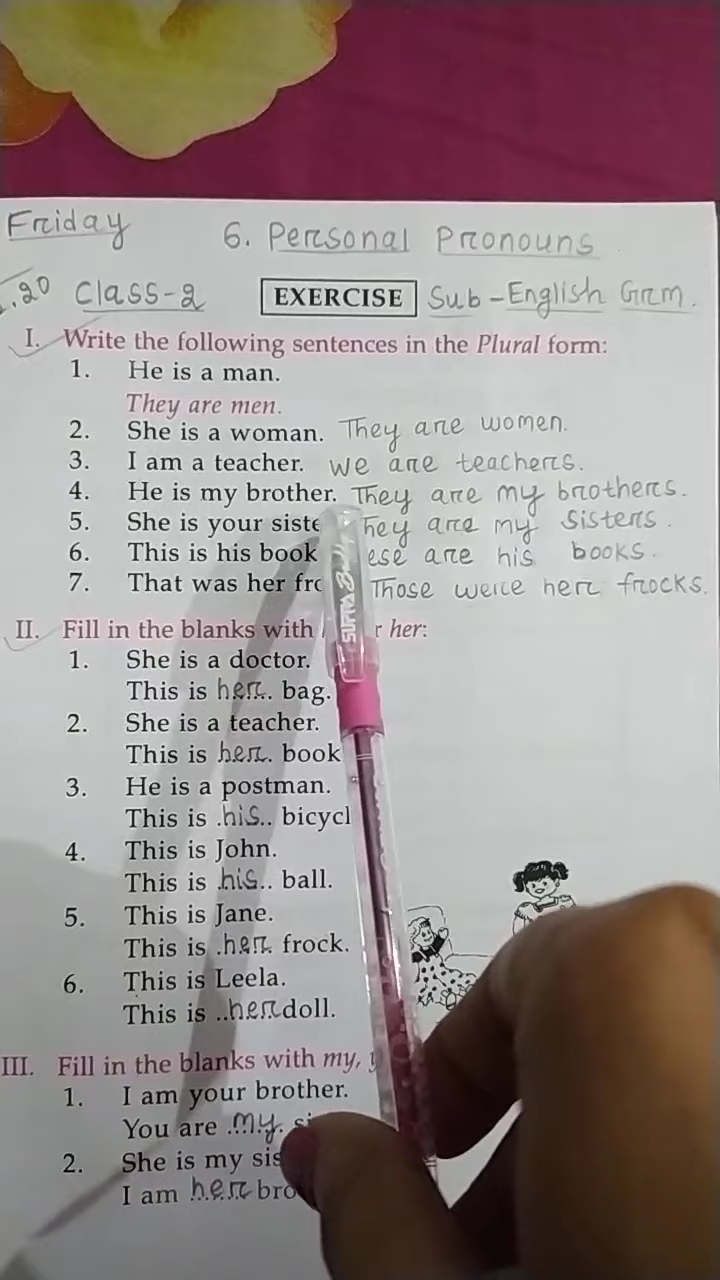 Friday 6. Personal Pronouns
.20 Class-2 EXERCISE Sub-English Grm.
I. Write the following sentences in the Plural form:
1. He is a man.
They are men.
2. She is a woman. They are women.
3. I am a teacher. We are teachers.
4. He is my brother. They are my brothers.
5. She is your siste hey are my sisters.
6. This is his book ese are his books.
7. That was her fro Those were her frocks.
II. Fill in the blanks with r her:
1. She is a doctor.
This is her. bag.
2. She is a teacher.
This is her. book
3. He is a postman.
This is .his.. bicycl
4. This is John.
This is .his.. ball.
5. This is Jane.
This is .her. frock.
6. This is Leela.
This is ..her doll.
III. Fill in the blanks with my,
1. I am your brother.
You are .my. si
2. She is my sis
I am her bro